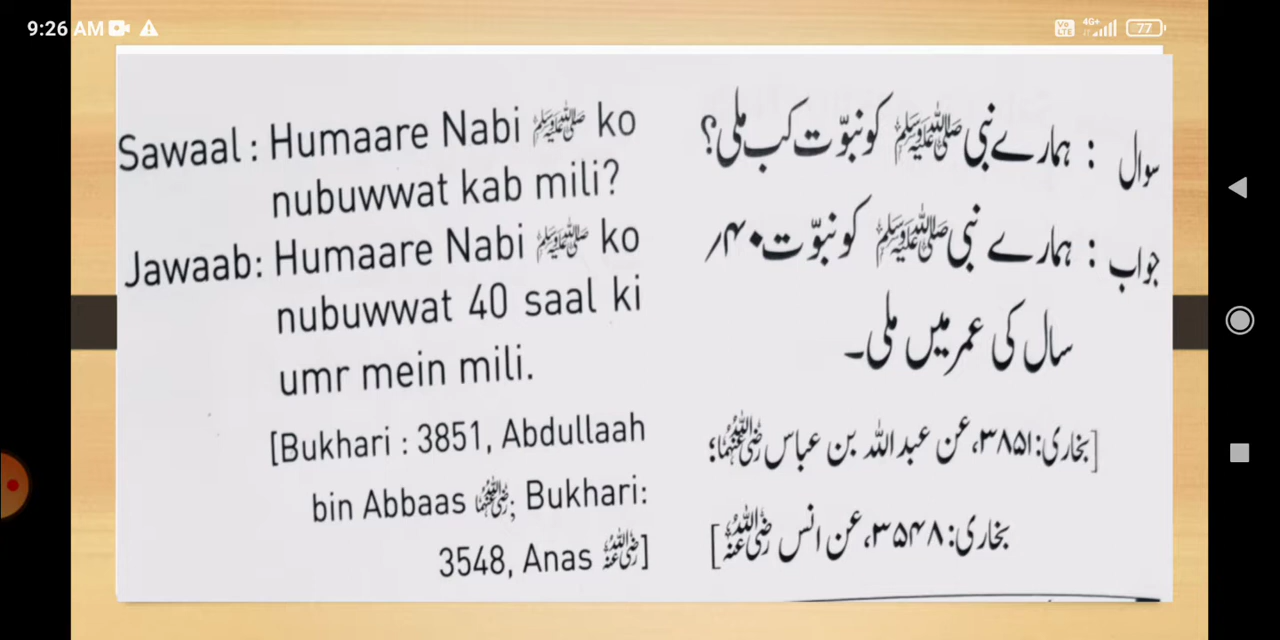 9:26 AM
Vo LTE 4G+ 77
Sawaal : Humaare Nabi ﷺ ko
nubuwwat kab mili?
Jawaab: Humaare Nabi ﷺ ko
nubuwwat 40 saal ki
umr mein mili.
[Bukhari : 3851, Abdullaah
bin Abbaas رضی اللہ عنہما; Bukhari:
3548, Anas رضی اللہ عنہ]
سوال : ہمارے نبی ﷺ کو نبوّت کب ملی؟
جواب : ہمارے نبی ﷺ کو نبوّت ۴۰؍
سال کی عمر میں ملی۔
[بخاری: ۳۸۵۱، عن عبد اللہ بن عباس رضی اللہ عنہما؛
بخاری: ۳۵۴۸، عن انس رضی اللہ عنہ]